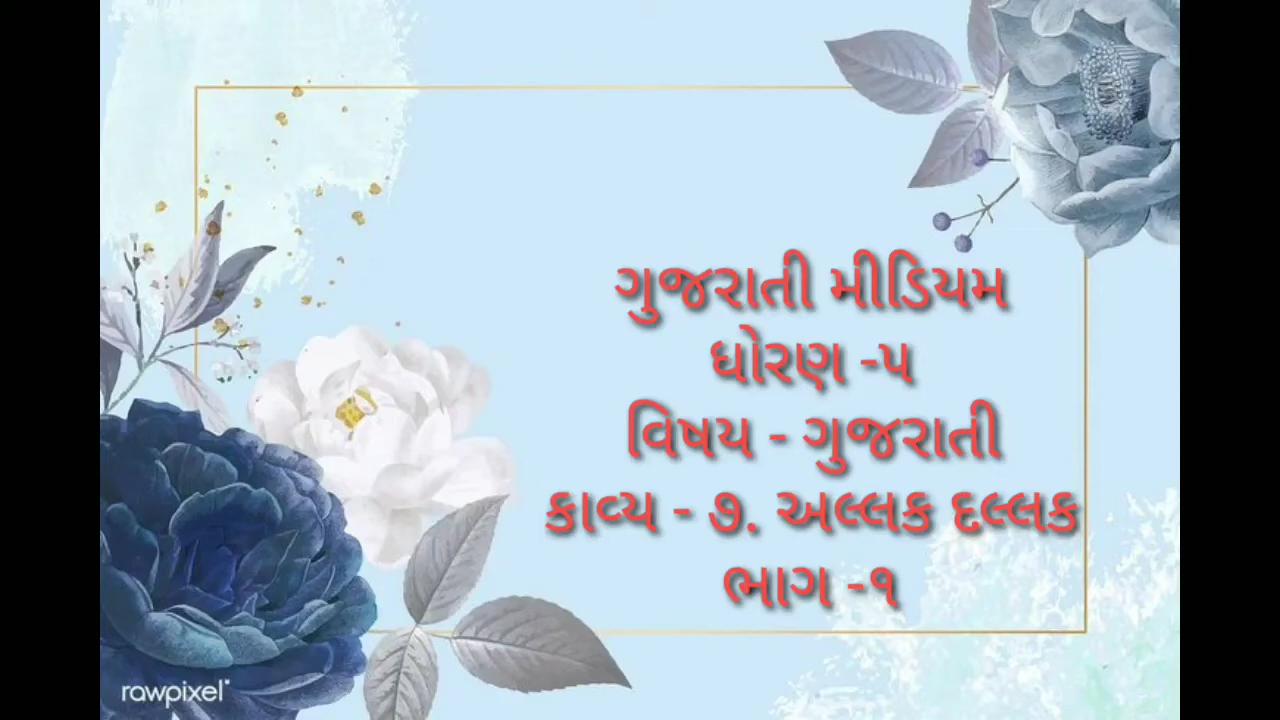 ગુજરાતી મીડિયમ
ધોરણ -૫
વિષય - ગુજરાતી
કાવ્ય - ૭. અલ્લક દલ્લક
ભાગ -૧
rawpixel